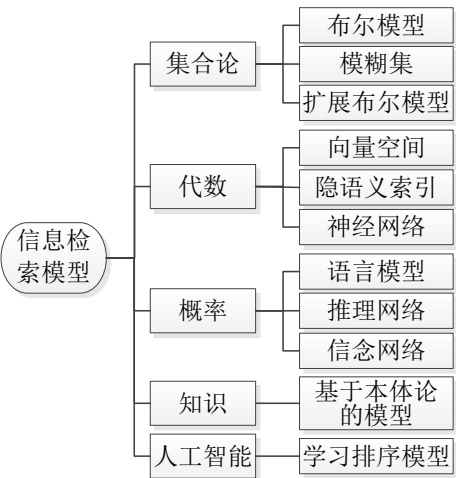 信息检
索模型
集合论
布尔模型
模糊集
扩展布尔模型
代数
向量空间
隐语义索引
神经网络
概率
语言模型
推理网络
信念网络
知识
基于本体论
的模型
人工智能
学习排序模型